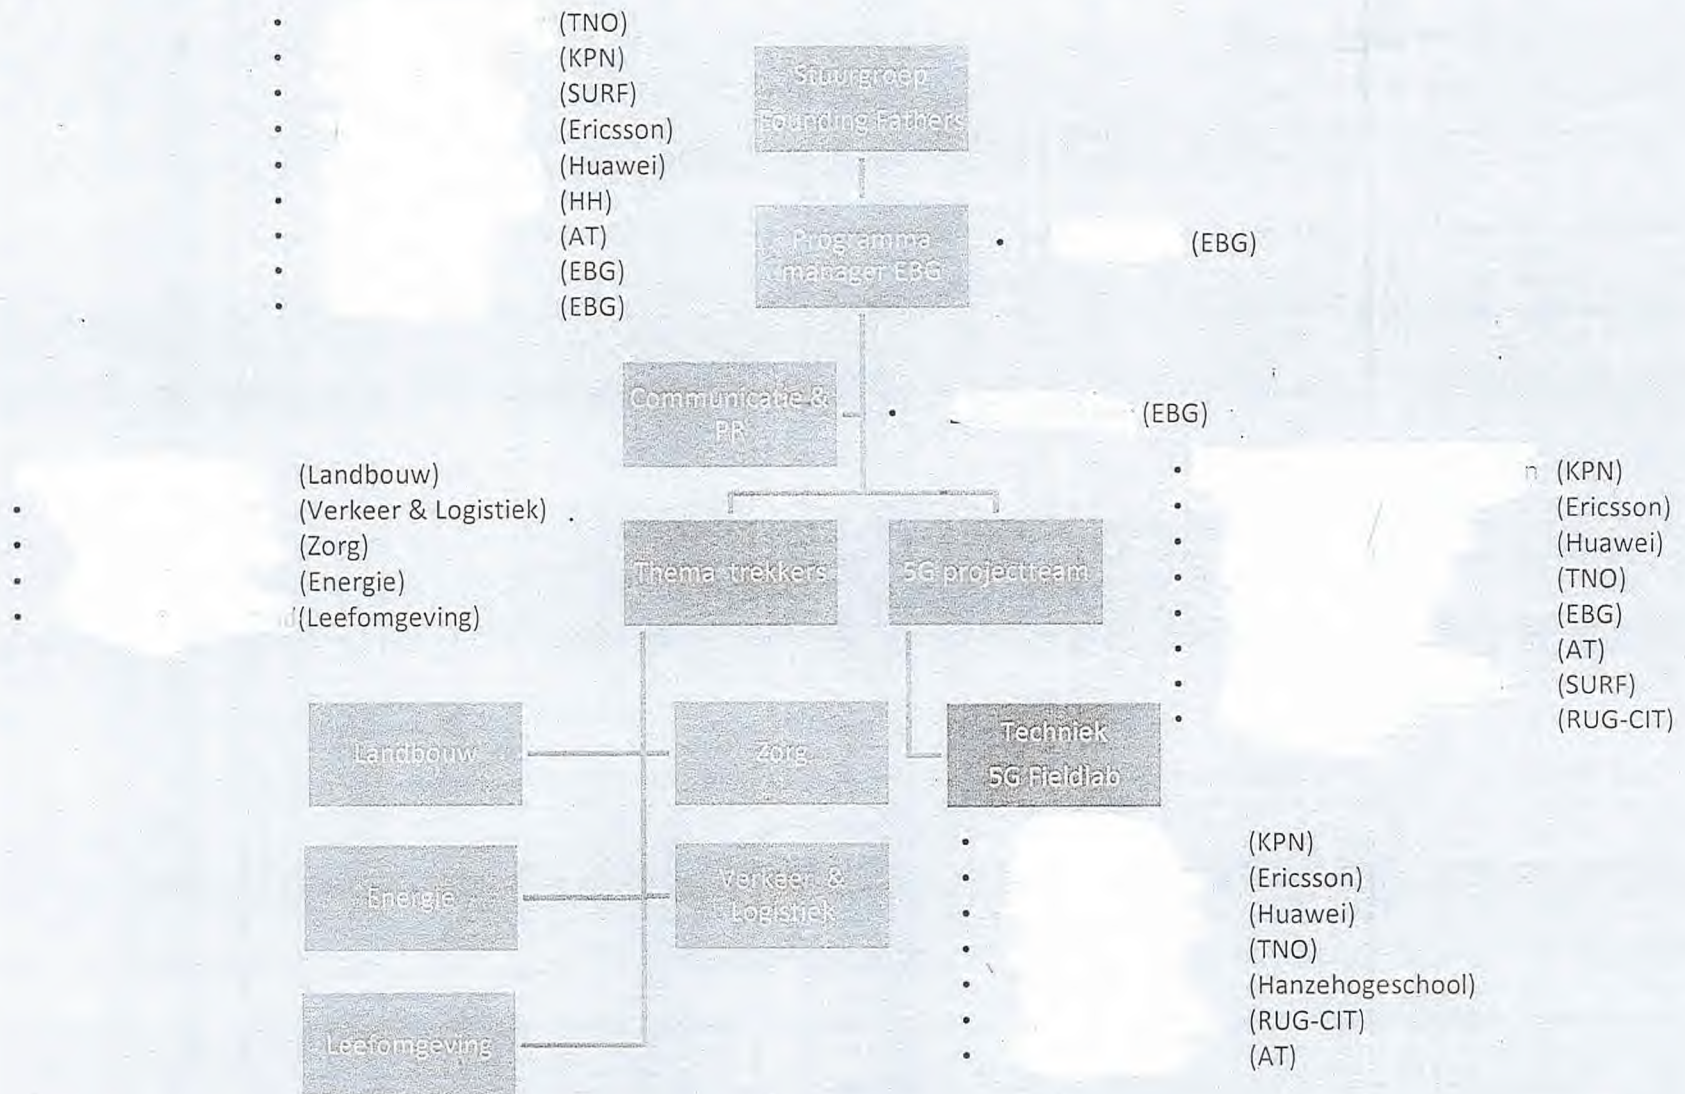 • (TNO)
• (KPN)
• (SURF)
• (Ericsson)
• (Huawei)
• (HH)
• (AT)
• (EBG)
• (EBG)
Stuurgroep
Founding Fathers
Programma
manager EBG
• (EBG)
Communicatie &
PR
• (EBG)
(Landbouw)
• (Verkeer & Logistiek)
• (Zorg)
• (Energie)
• (Leefomgeving)
Thema trekkers
5G projectteam
• n (KPN)
• (Ericsson)
• (Huawei)
• (TNO)
• (EBG)
• (AT)
• (SURF)
• (RUG-CIT)
Landbouw
Zorg
Techniek
5G Fieldlab
Energie
Verkeer &
Logistiek
Leefomgeving
• (KPN)
• (Ericsson)
• (Huawei)
• (TNO)
• (Hanzehogeschool)
• (RUG-CIT)
• (AT)